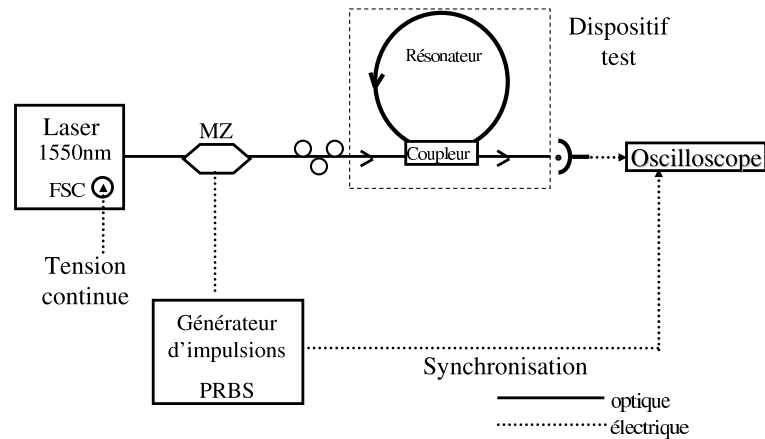 Dispositif
test
Résonateur
Laser
1550nm
FSC
MZ
Coupleur
Oscilloscope
Tension
continue
Générateur
d'impulsions
PRBS
Synchronisation
optique
électrique